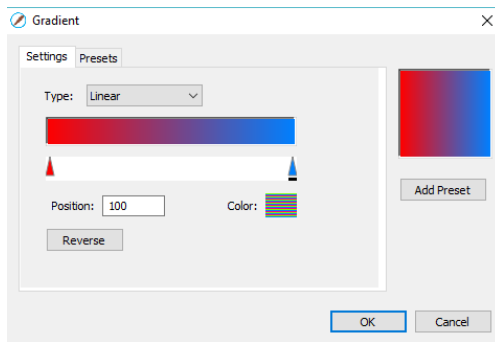 Gradient
Settings Presets
Type: Linear
Add Preset
Position: 100 Color:
Reverse
OK Cancel